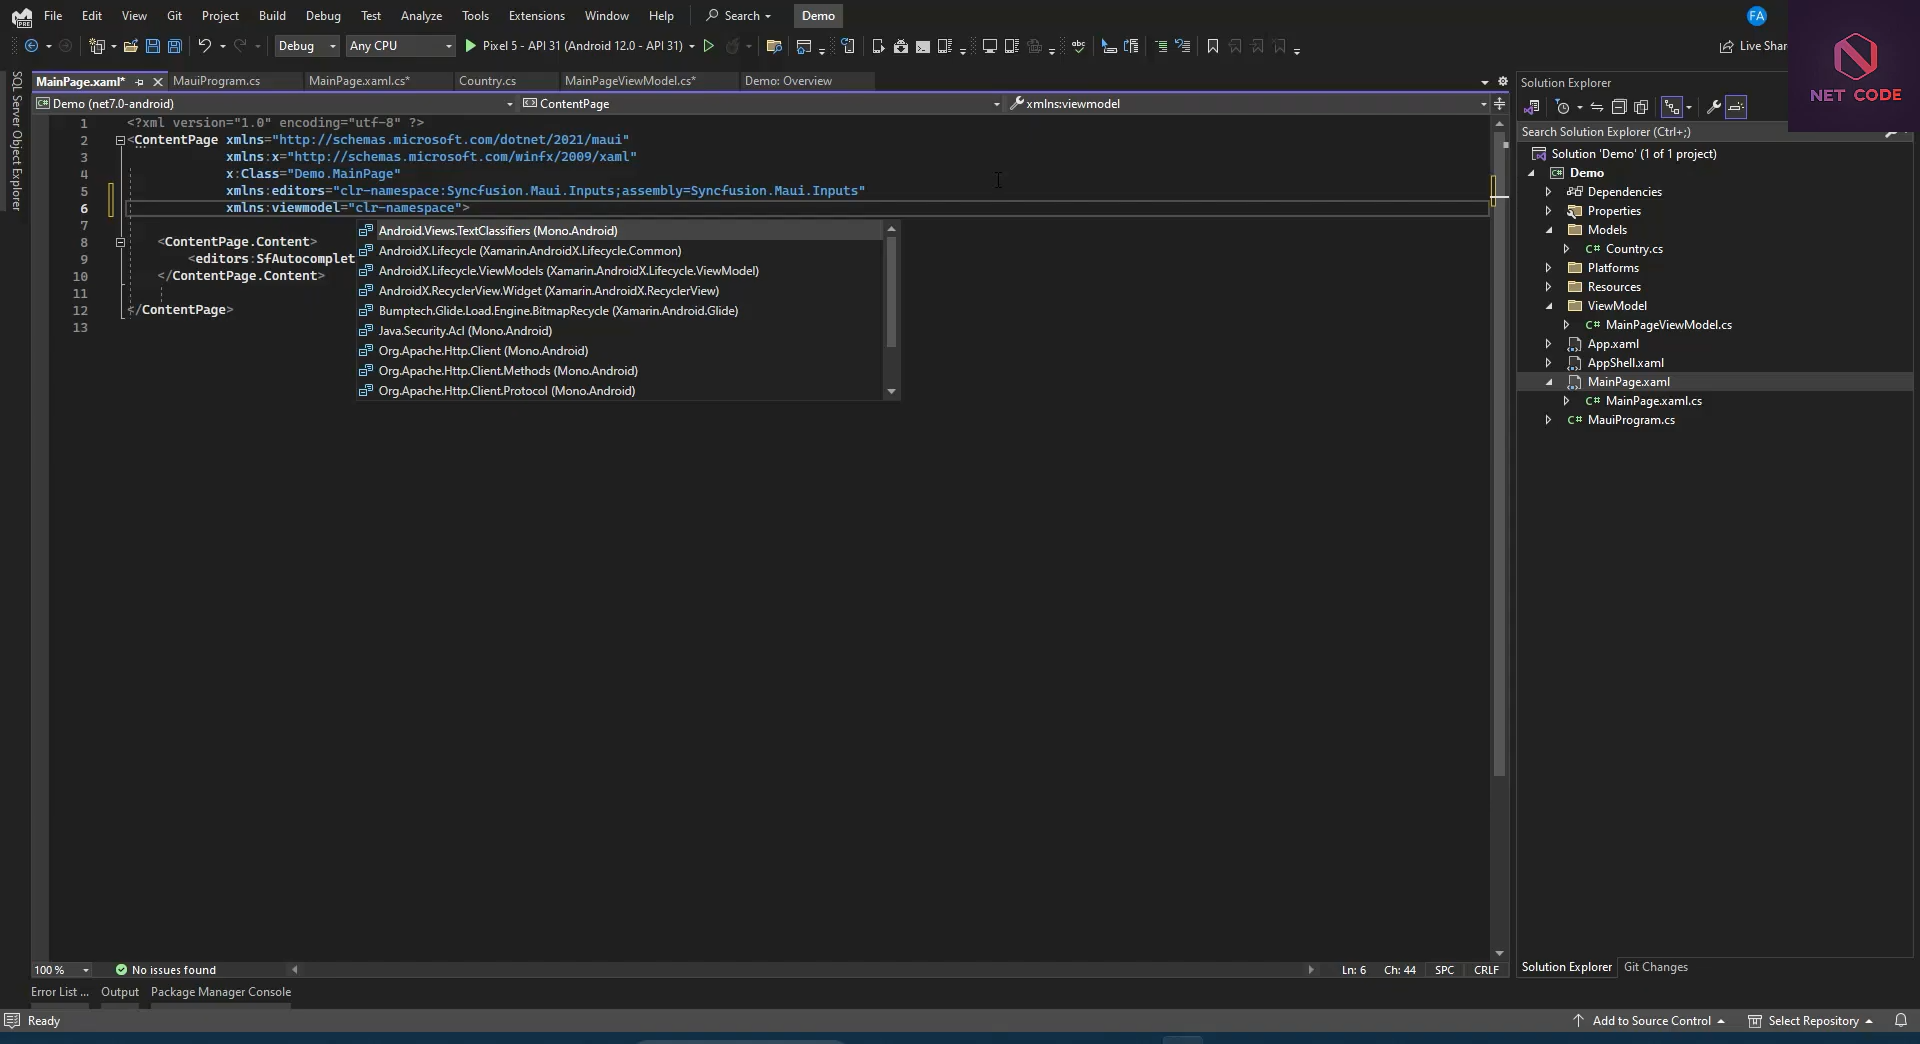 File Edit View Git Project Build Debug Test Analyze Tools Extensions Window Help Search Demo FA
Debug Any CPU Pixel 5 - API 31 (Android 12.0 - API 31) Live Shar
NET CODE
SQL Server Object Explorer
MainPage.xaml* MauiProgram.cs MainPage.xaml.cs* Country.cs MainPageViewModel.cs* Demo: Overview
Demo (net7.0-android) ContentPage xmlns:viewmodel
1 <?xml version="1.0" encoding="utf-8" ?>
2 <ContentPage xmlns="http://schemas.microsoft.com/dotnet/2021/maui"
3 xmlns:x="http://schemas.microsoft.com/winfx/2009/xaml"
4 x:Class="Demo.MainPage"
5 xmlns:editors="clr-namespace:Syncfusion.Maui.Inputs;assembly=Syncfusion.Maui.Inputs"
6 xmlns:viewmodel="clr-namespace">
7
8 <ContentPage.Content>
9 <editors:SfAutocomplet
10 </ContentPage.Content>
11
12 </ContentPage>
13
Android.Views.TextClassifiers (Mono.Android)
AndroidX.Lifecycle (Xamarin.AndroidX.Lifecycle.Common)
AndroidX.Lifecycle.ViewModels (Xamarin.AndroidX.Lifecycle.ViewModel)
AndroidX.RecyclerView.Widget (Xamarin.AndroidX.RecyclerView)
Bumptech.Glide.Load.Engine.BitmapRecycle (Xamarin.Android.Glide)
Java.Security.Acl (Mono.Android)
Org.Apache.Http.Client (Mono.Android)
Org.Apache.Http.Client.Methods (Mono.Android)
Org.Apache.Http.Client.Protocol (Mono.Android)
Solution Explorer
Search Solution Explorer (Ctrl+;)
Solution 'Demo' (1 of 1 project)
C# Demo
Dependencies
Properties
Models
C# Country.cs
Platforms
Resources
ViewModel
C# MainPageViewModel.cs
App.xaml
AppShell.xaml
MainPage.xaml
C# MainPage.xaml.cs
C# MauiProgram.cs
100 % No issues found Ln: 6 Ch: 44 SPC CRLF
Solution Explorer Git Changes
Error List ... Output Package Manager Console
Ready Add to Source Control Select Repository